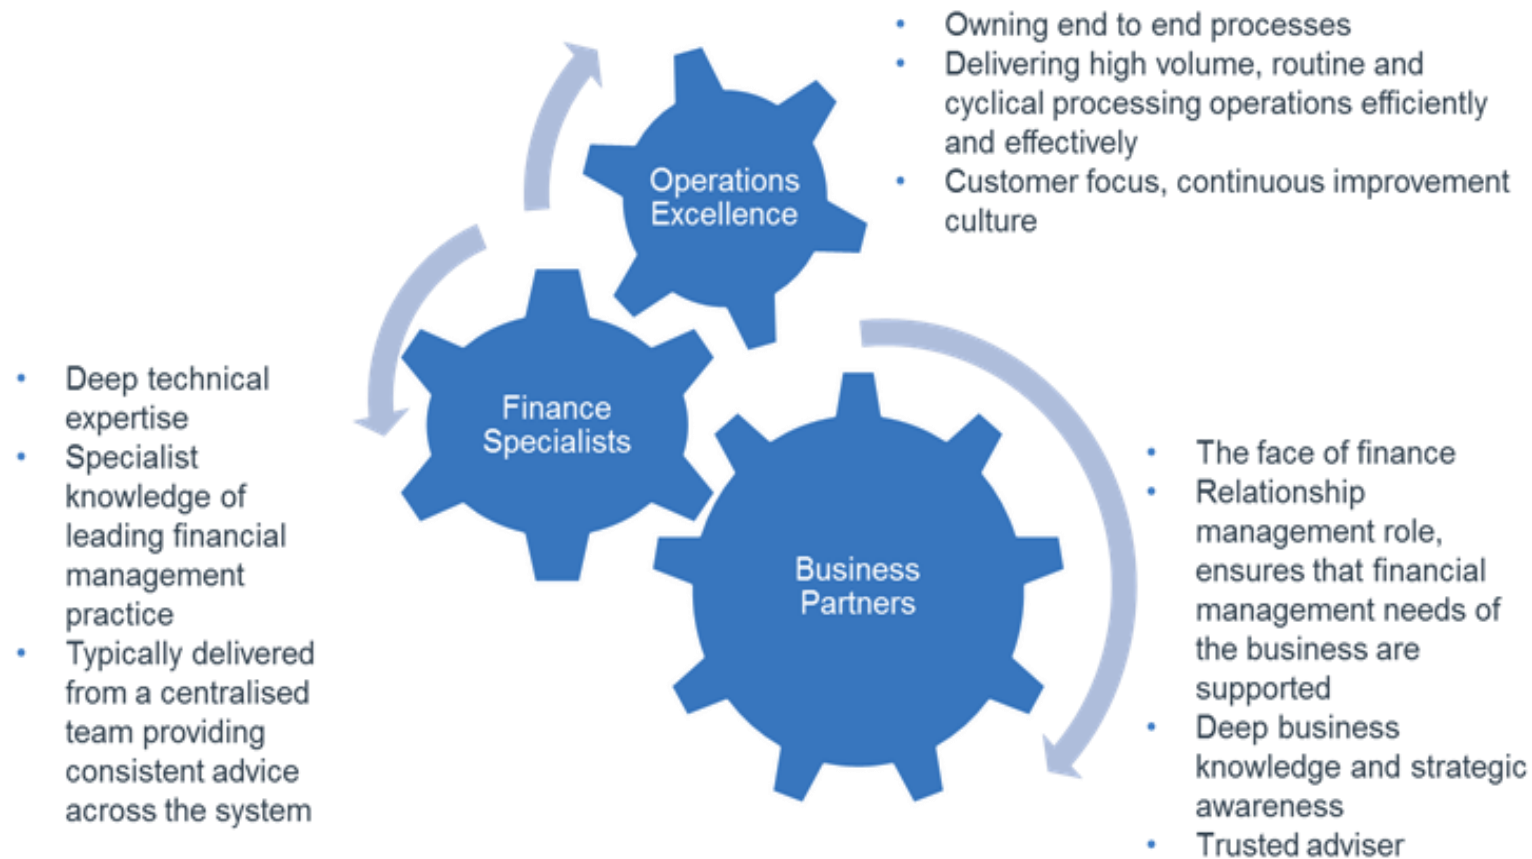 • Owning end to end processes
• Delivering high volume, routine and
cyclical processing operations efficiently
and effectively
• Customer focus, continuous improvement
culture
Operations
Excellence
Finance
Specialists
• Deep technical
expertise
• Specialist
knowledge of
leading financial
management
practice
• Typically delivered
from a centralised
team providing
consistent advice
across the system
Business
Partners
• The face of finance
• Relationship
management role,
ensures that financial
management needs of
the business are
supported
• Deep business
knowledge and strategic
awareness
• Trusted adviser